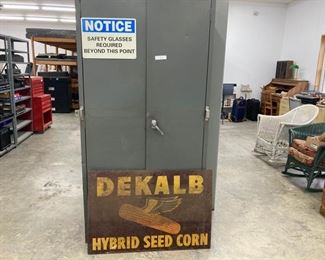 NOTICE
SAFETY GLASSES
REQUIRED
BEYOND THIS POINT
DEKALB
HYBRID SEED CORN